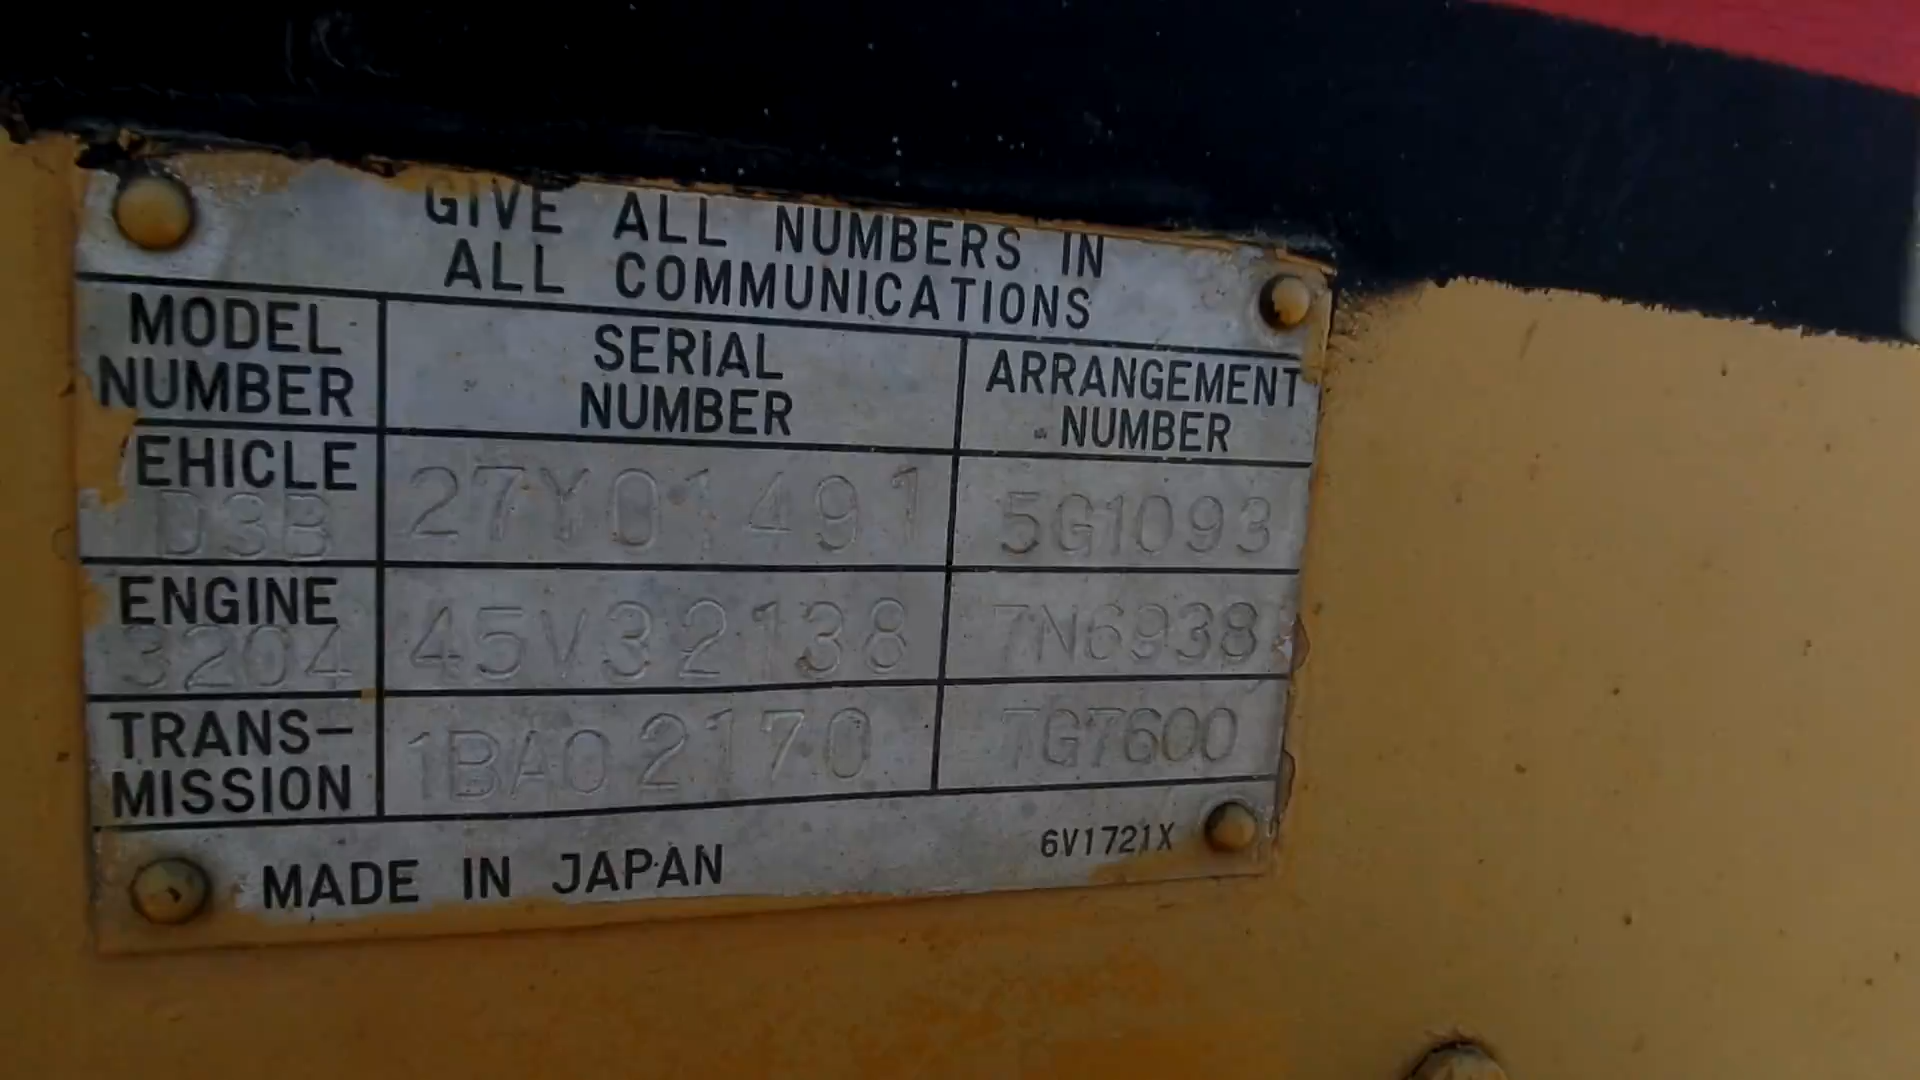 GIVE ALL NUMBERS IN
ALL COMMUNICATIONS
MODEL NUMBER SERIAL NUMBER ARRANGEMENT NUMBER
EHICLE
D3B 27Y01491 5G1093
ENGINE
3204 45V32138 7N6938
TRANS-
MISSION 1BA02170 7G7600
MADE IN JAPAN 6V1721X